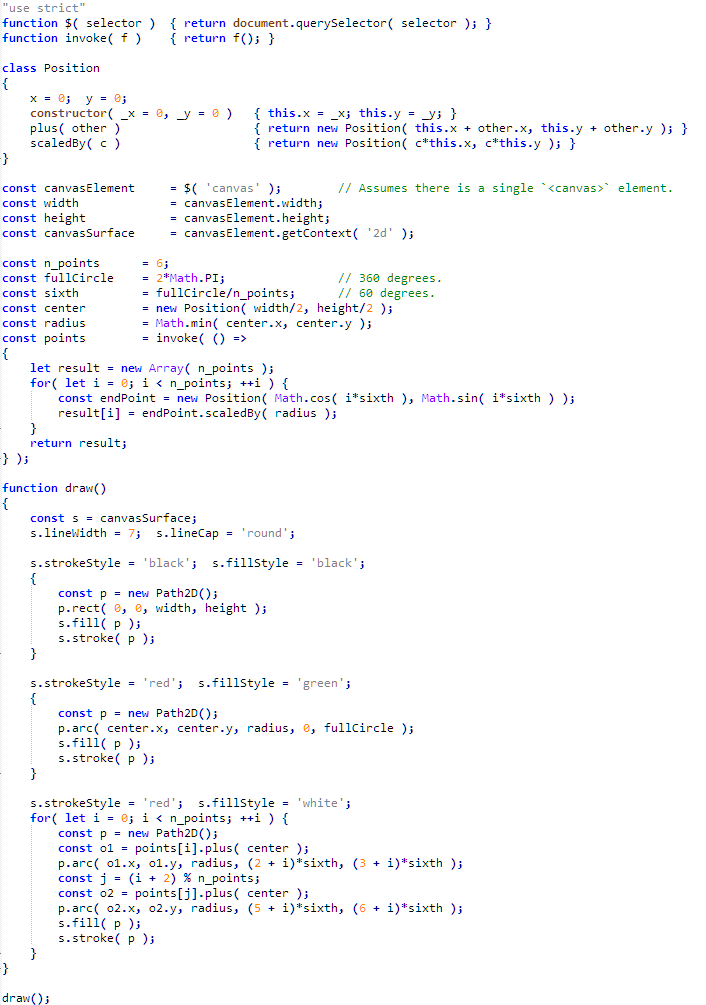 "use strict"
function $( selector )  { return document.querySelector( selector ); }
function invoke( f )    { return f(); }

class Position
{
    x = 0;  y = 0;
    constructor( _x = 0, _y = 0 )   { this.x = _x; this.y = _y; }
    plus( other )                   { return new Position( this.x + other.x, this.y + other.y ); }
    scaledBy( c )                   { return new Position( c*this.x, c*this.y ); }
}

const canvasElement     = $( 'canvas' );        // Assumes there is a single `<canvas>` element.
const width             = canvasElement.width;
const height            = canvasElement.height;
const canvasSurface     = canvasElement.getContext( '2d' );

const n_points      = 6;
const fullCircle    = 2*Math.PI;                // 360 degrees.
const sixth         = fullCircle/n_points;      // 60 degrees.
const center        = new Position( width/2, height/2 );
const radius        = Math.min( center.x, center.y );
const points        = invoke( () =>
{
    let result = new Array( n_points );
    for( let i = 0; i < n_points; ++i ) {
        const endPoint = new Position( Math.cos( i*sixth ), Math.sin( i*sixth ) );
        result[i] = endPoint.scaledBy( radius );
    }
    return result;
} );

function draw()
{
    const s = canvasSurface;
    s.lineWidth = 7;  s.lineCap = 'round';

    s.strokeStyle = 'black';  s.fillStyle = 'black';
    {
        const p = new Path2D();
        p.rect( 0, 0, width, height );
        s.fill( p );
        s.stroke( p );
    }

    s.strokeStyle = 'red';  s.fillStyle = 'green';
    {
        const p = new Path2D();
        p.arc( center.x, center.y, radius, 0, fullCircle );
        s.fill( p );
        s.stroke( p );
    }

    s.strokeStyle = 'red';  s.fillStyle = 'white';
    for( let i = 0; i < n_points; ++i ) {
        const p = new Path2D();
        const o1 = points[i].plus( center );
        p.arc( o1.x, o1.y, radius, (2 + i)*sixth, (3 + i)*sixth );
        const j = (i + 2) % n_points;
        const o2 = points[j].plus( center );
        p.arc( o2.x, o2.y, radius, (5 + i)*sixth, (6 + i)*sixth );
        s.fill( p );
        s.stroke( p );
    }
}

draw();